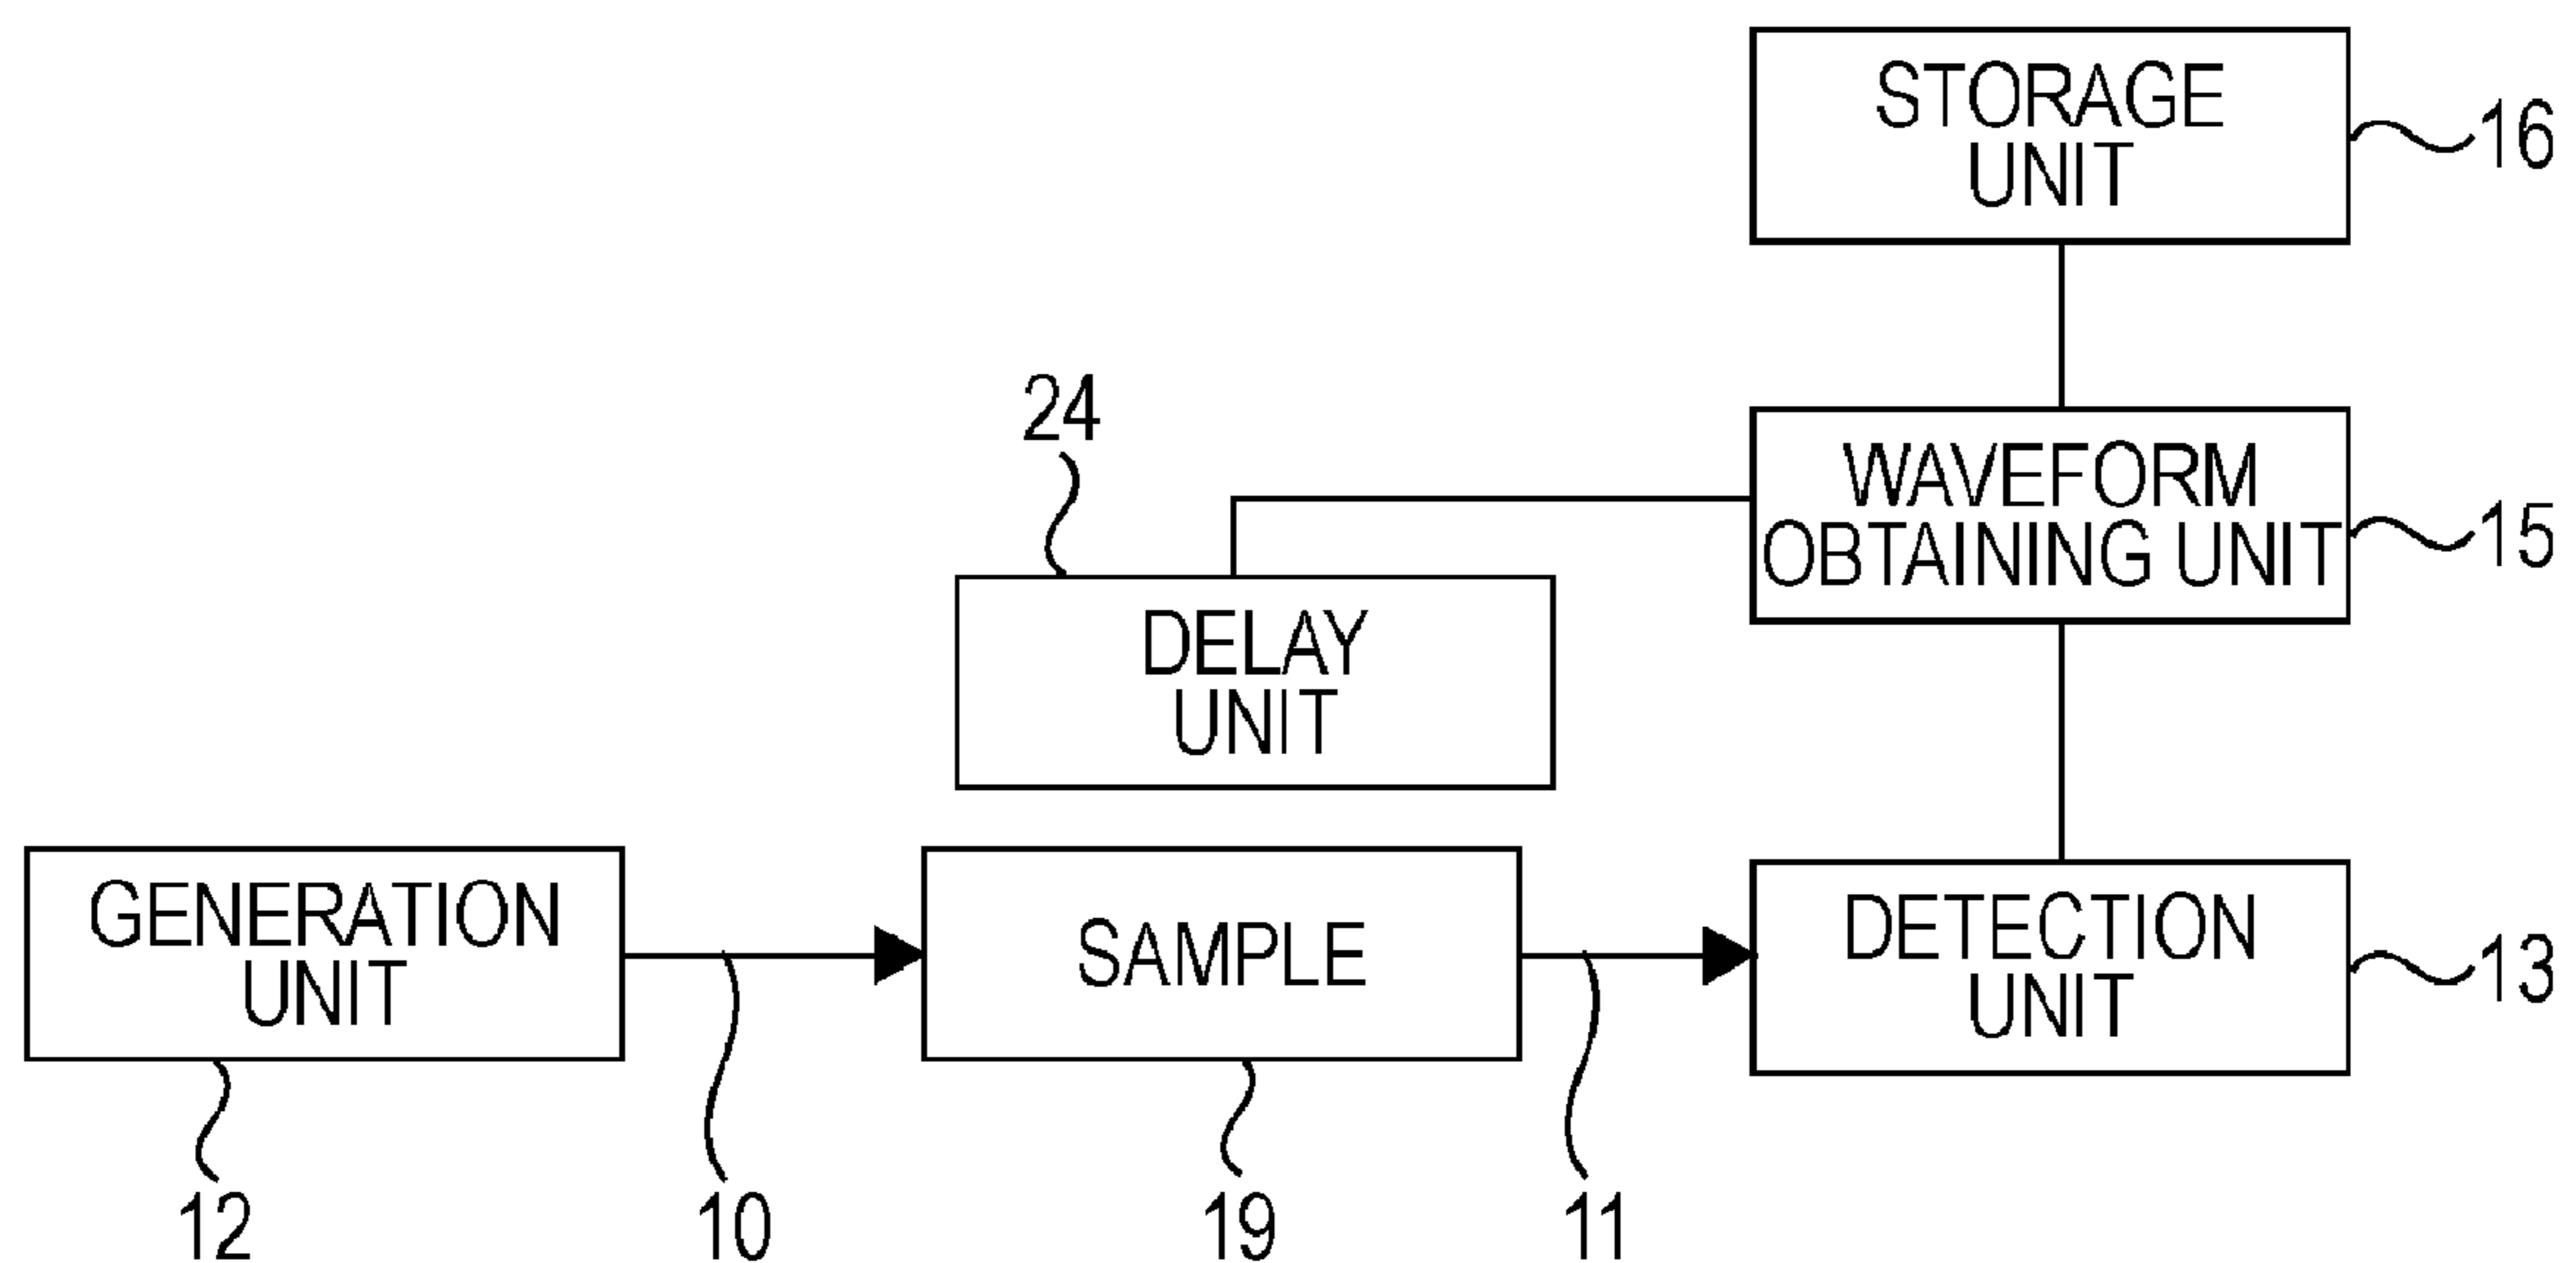 STORAGE
UNIT
16
24
WAVEFORM
OBTAINING UNIT
15
DELAY
UNIT
GENERATION
UNIT
SAMPLE
DETECTION
UNIT
13
12
10
19
11